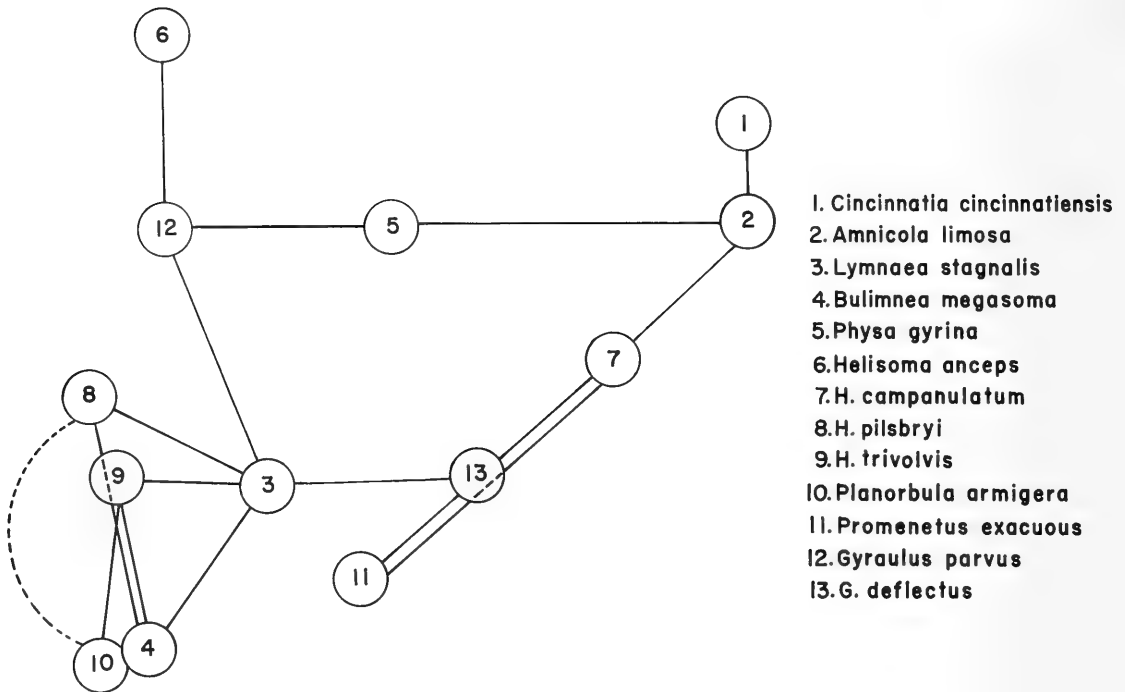 6
1
12
5
2
7
8
9
3
13
11
10
4
1. Cincinnatia cincinnatiensis
2. Amnicola limosa
3. Lymnaea stagnalis
4. Bulimnea megasoma
5. Physa gyrina
6. Helisoma anceps
7. H. campanulatum
8. H. pilsbryi
9. H. trivolvis
10. Planorbula armigera
11. Promenetus exacuous
12. Gyraulus parvus
13. G. deflectus